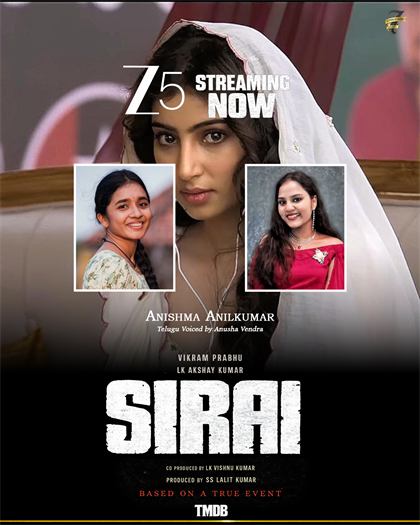 Z5 STREAMING
NOW
ANISHMA ANILKUMAR
Telugu Voiced by Anusha Vendra
VIKRAM PRABHU
LK AKSHAY KUMAR
SIRAI
CO PRODUCED BY LK VISHNU KUMAR
PRODUCED BY SS LALIT KUMAR
BASED ON A TRUE EVENT
TMDB